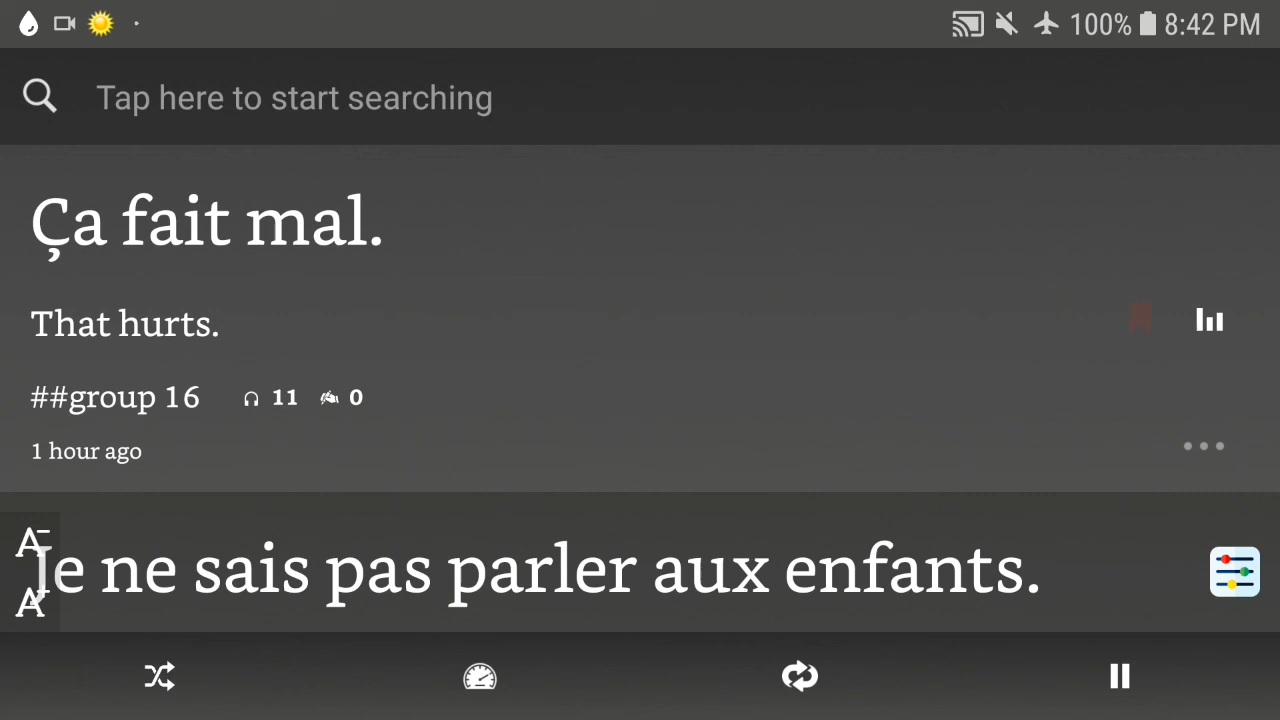 100% 8:42 PM
Tap here to start searching
Ça fait mal.
That hurts.
##group 16 11 0
1 hour ago
A-
Je ne sais pas parler aux enfants.
A+